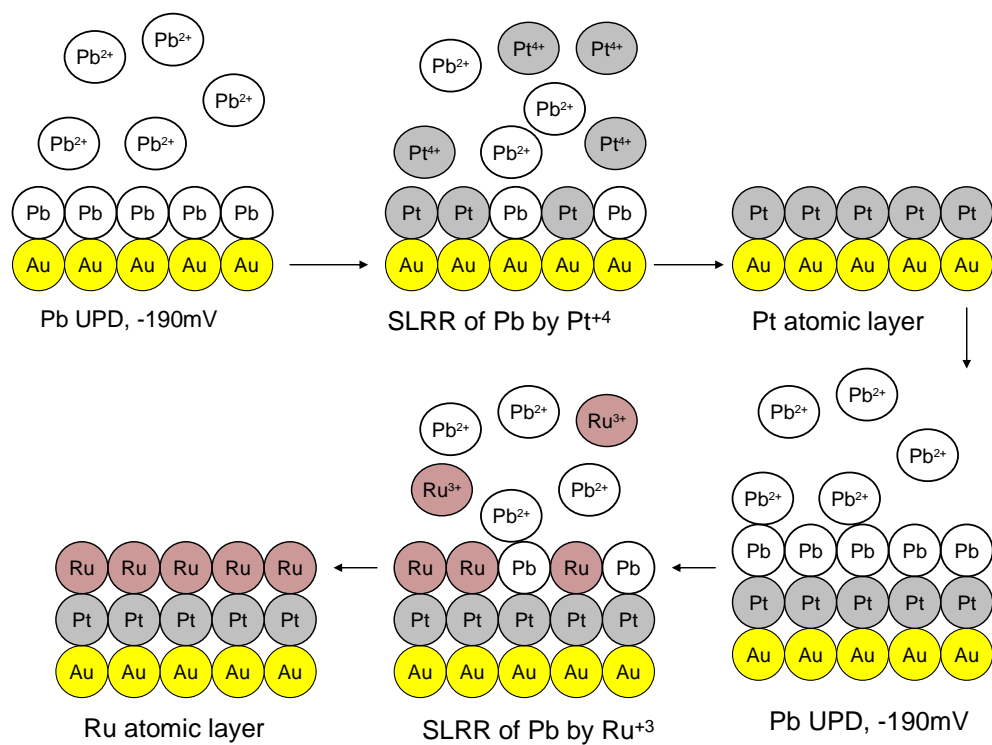 Pb²⁺
Pb²⁺
Pb²⁺
Pb²⁺ Pb²⁺
Pb Pb Pb Pb Pb
Au Au Au Au Au
Pb UPD, -190mV
Pt⁴⁺ Pt⁴⁺
Pb²⁺
Pb²⁺
Pt⁴⁺ Pb²⁺ Pt⁴⁺
Pt Pt Pb Pt Pb
Au Au Au Au Au
SLRR of Pb by Pt⁺⁴
Pt Pt Pt Pt Pt
Au Au Au Au Au
Pt atomic layer
Pb²⁺
Pb²⁺
Pb²⁺
Pb²⁺ Pb²⁺
Pb Pb Pb Pb Pb
Pt Pt Pt Pt Pt
Au Au Au Au Au
Pb UPD, -190mV
Pb²⁺
Pb²⁺ Ru³⁺
Ru³⁺ Pb²⁺
Pb²⁺
Ru Ru Pb Ru Pb
Pt Pt Pt Pt Pt
Au Au Au Au Au
SLRR of Pb by Ru⁺³
Ru Ru Ru Ru Ru
Pt Pt Pt Pt Pt
Au Au Au Au Au
Ru atomic layer